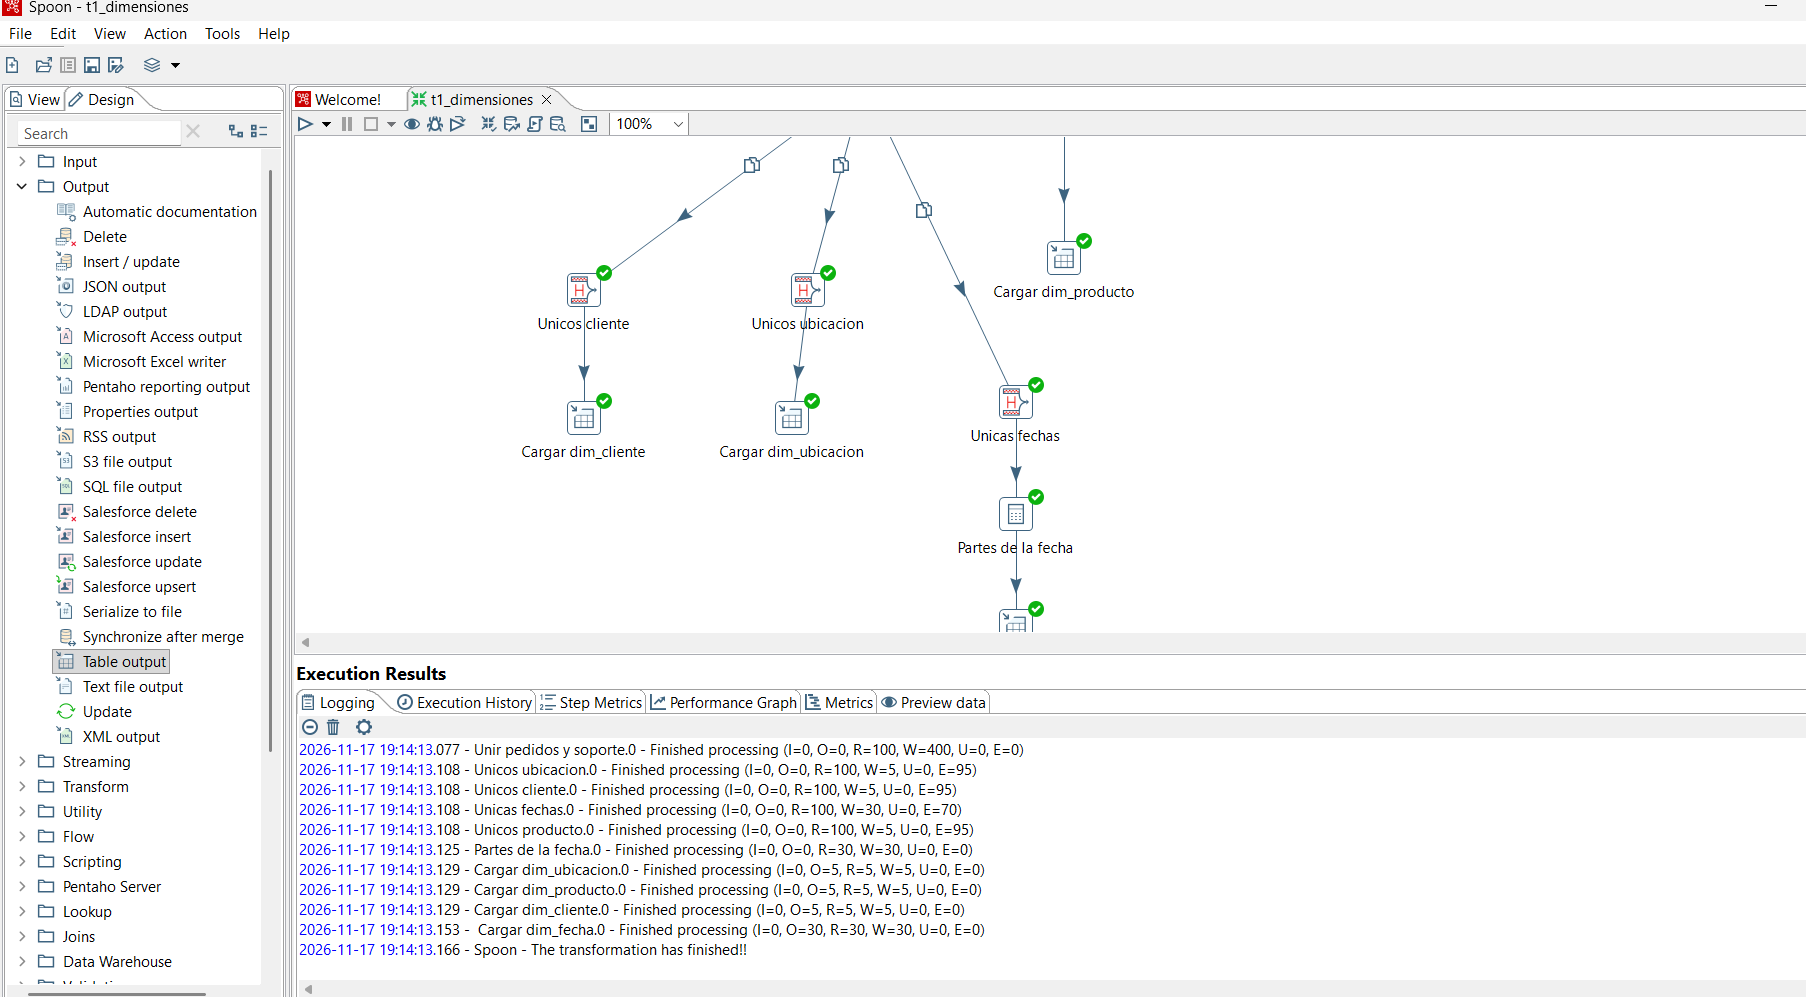 Spoon - t1_dimensiones
File Edit View Action Tools Help
View Design
Search
Input
Output
Automatic documentation
Delete
Insert / update
JSON output
LDAP output
Microsoft Access output
Microsoft Excel writer
Pentaho reporting output
Properties output
RSS output
S3 file output
SQL file output
Salesforce delete
Salesforce insert
Salesforce update
Salesforce upsert
Serialize to file
Synchronize after merge
Table output
Text file output
Update
XML output
Streaming
Transform
Utility
Flow
Scripting
Pentaho Server
Lookup
Joins
Data Warehouse
Welcome! t1_dimensiones
100%
Cargar dim_producto
Unicos cliente
Unicos ubicacion
Cargar dim_cliente
Cargar dim_ubicacion
Unicas fechas
Partes de la fecha
Execution Results
Logging Execution History Step Metrics Performance Graph Metrics Preview data
2026-11-17 19:14:13.077 - Unir pedidos y soporte.0 - Finished processing (I=0, O=0, R=100, W=400, U=0, E=0)
2026-11-17 19:14:13.108 - Unicos ubicacion.0 - Finished processing (I=0, O=0, R=100, W=5, U=0, E=95)
2026-11-17 19:14:13.108 - Unicos cliente.0 - Finished processing (I=0, O=0, R=100, W=5, U=0, E=95)
2026-11-17 19:14:13.108 - Unicas fechas.0 - Finished processing (I=0, O=0, R=100, W=30, U=0, E=70)
2026-11-17 19:14:13.108 - Unicos producto.0 - Finished processing (I=0, O=0, R=100, W=5, U=0, E=95)
2026-11-17 19:14:13.125 - Partes de la fecha.0 - Finished processing (I=0, O=0, R=30, W=30, U=0, E=0)
2026-11-17 19:14:13.129 - Cargar dim_ubicacion.0 - Finished processing (I=0, O=5, R=5, W=5, U=0, E=0)
2026-11-17 19:14:13.129 - Cargar dim_producto.0 - Finished processing (I=0, O=5, R=5, W=5, U=0, E=0)
2026-11-17 19:14:13.129 - Cargar dim_cliente.0 - Finished processing (I=0, O=5, R=5, W=5, U=0, E=0)
2026-11-17 19:14:13.153 -  Cargar dim_fecha.0 - Finished processing (I=0, O=30, R=30, W=30, U=0, E=0)
2026-11-17 19:14:13.166 - Spoon - The transformation has finished!!